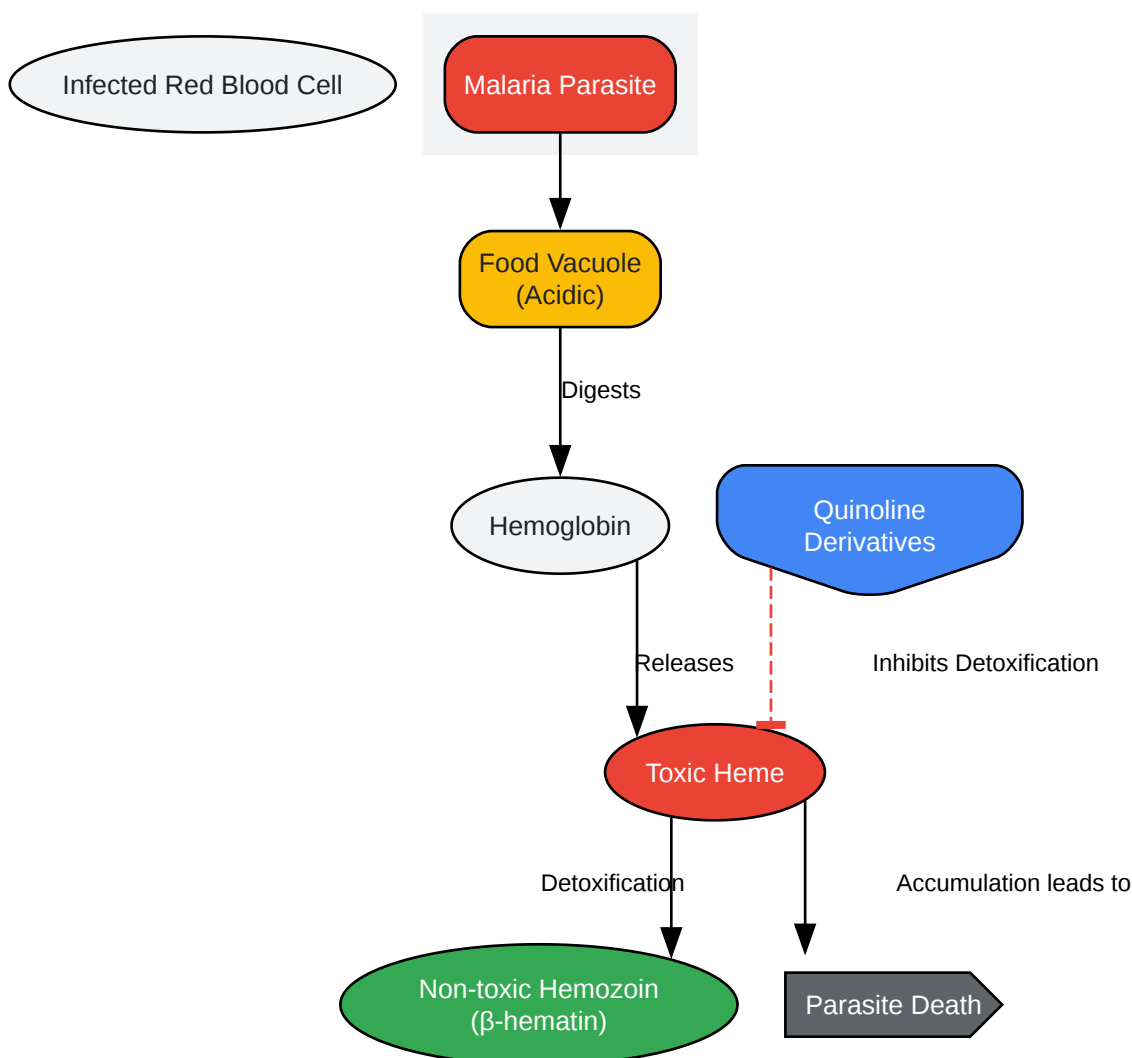 Infected Red Blood Cell
Malaria Parasite
Food Vacuole
(Acidic)
Digests
Hemoglobin
Quinoline
Derivatives
Releases
Inhibits Detoxification
Toxic Heme
Detoxification
Accumulation leads to
Non-toxic Hemozoin
(β-hematin)
Parasite Death